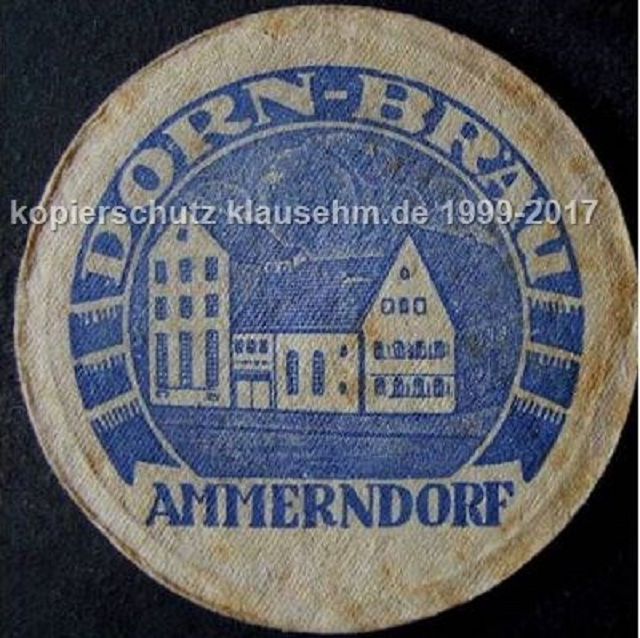 DORN-BRÄU
kopierschutz klausehm.de 1999-2017
AMMERNDORF